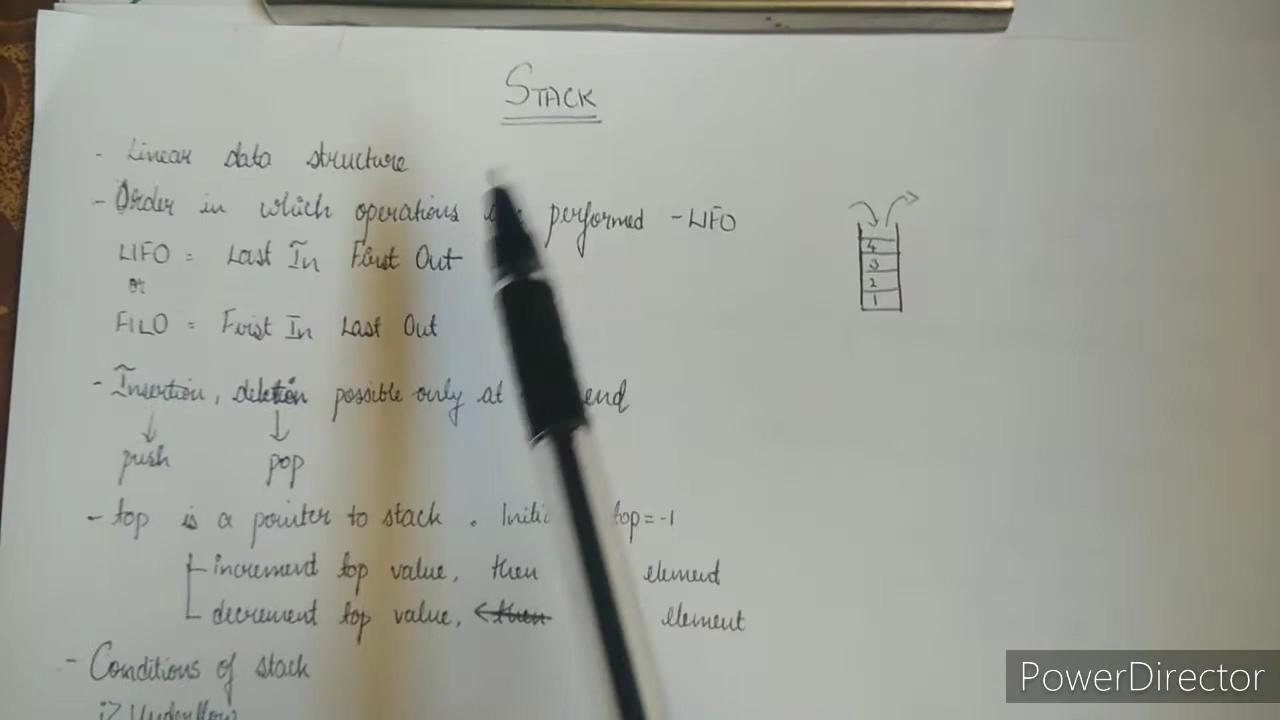 STACK
- Linear data structure
- Order in which operations performed - LIFO
LIFO = Last In First Out
or
FILO = First In Last Out
- Insertion, deletion possible only at end
↓ ↓
push pop
- top is a pointer to stack. top = -1
increment top value, then element
decrement top value, ← then element
- Conditions of stack
i> Underflow
4
3
2
1
PowerDirector